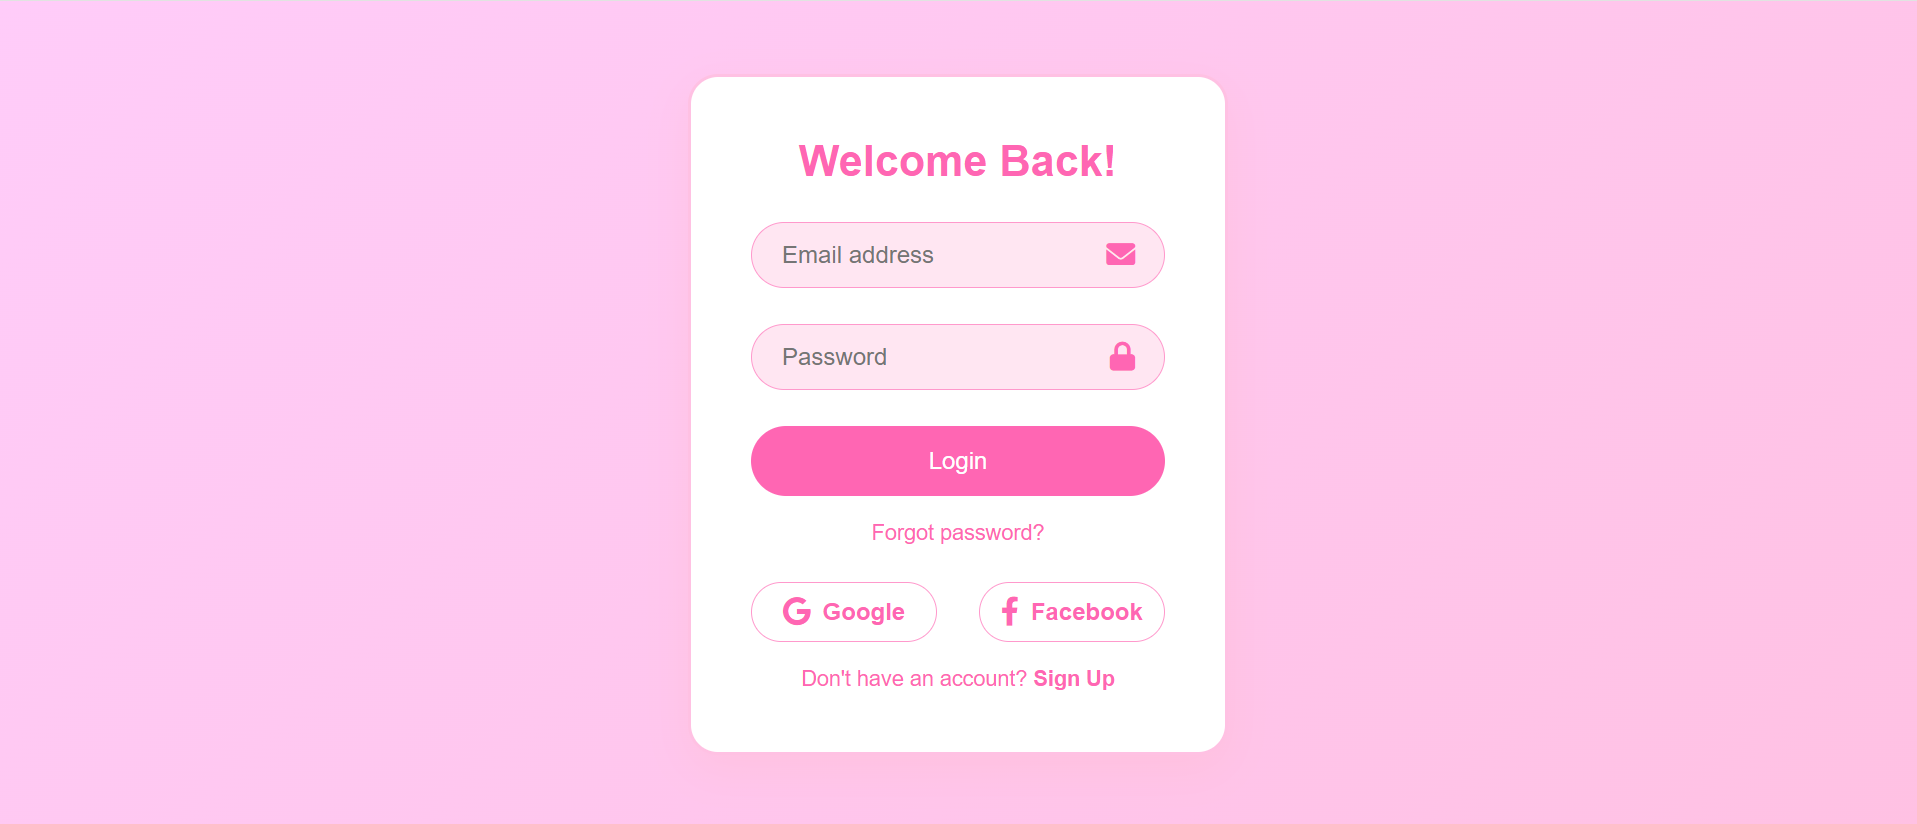 Welcome Back!
Email address
Password
Login
Forgot password?
Google
Facebook
Don't have an account? Sign Up